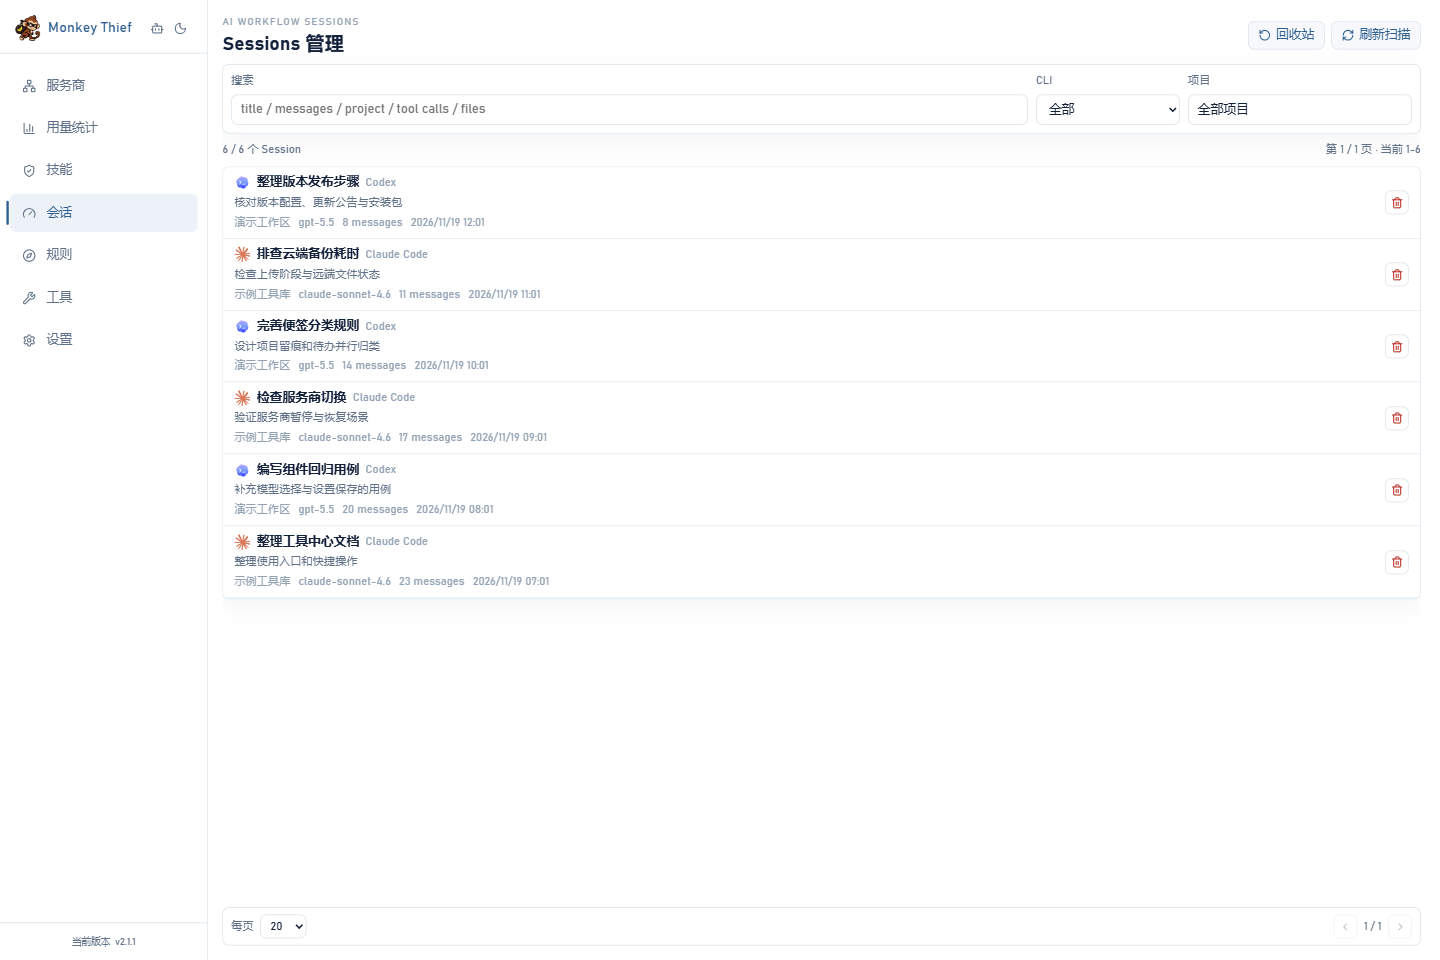 Monkey Thief
服务商
用量统计
技能
会话
规则
工具
设置
当前版本 v2.1.1
AI WORKFLOW SESSIONS
Sessions 管理
回收站
刷新扫描
搜索
CLI
项目
title / messages / project / tool calls / files
全部
全部项目
6 / 6 个 Session
第 1 / 1 页 · 当前 1-6
整理版本发布步骤 Codex
核对版本配置、更新公告与安装包
演示工作区 gpt-5.5 8 messages 2026/11/19 12:01
排查云端备份耗时 Claude Code
检查上传阶段与远端文件状态
示例工具库 claude-sonnet-4.6 11 messages 2026/11/19 11:01
完善便签分类规则 Codex
设计项目留痕和待办并行归类
演示工作区 gpt-5.5 14 messages 2026/11/19 10:01
检查服务商切换 Claude Code
验证服务商暂停与恢复场景
示例工具库 claude-sonnet-4.6 17 messages 2026/11/19 09:01
编写组件回归用例 Codex
补充模型选择与设置保存的用例
演示工作区 gpt-5.5 20 messages 2026/11/19 08:01
整理工具中心文档 Claude Code
整理使用入口和快捷操作
示例工具库 claude-sonnet-4.6 23 messages 2026/11/19 07:01
每页 20
1 / 1